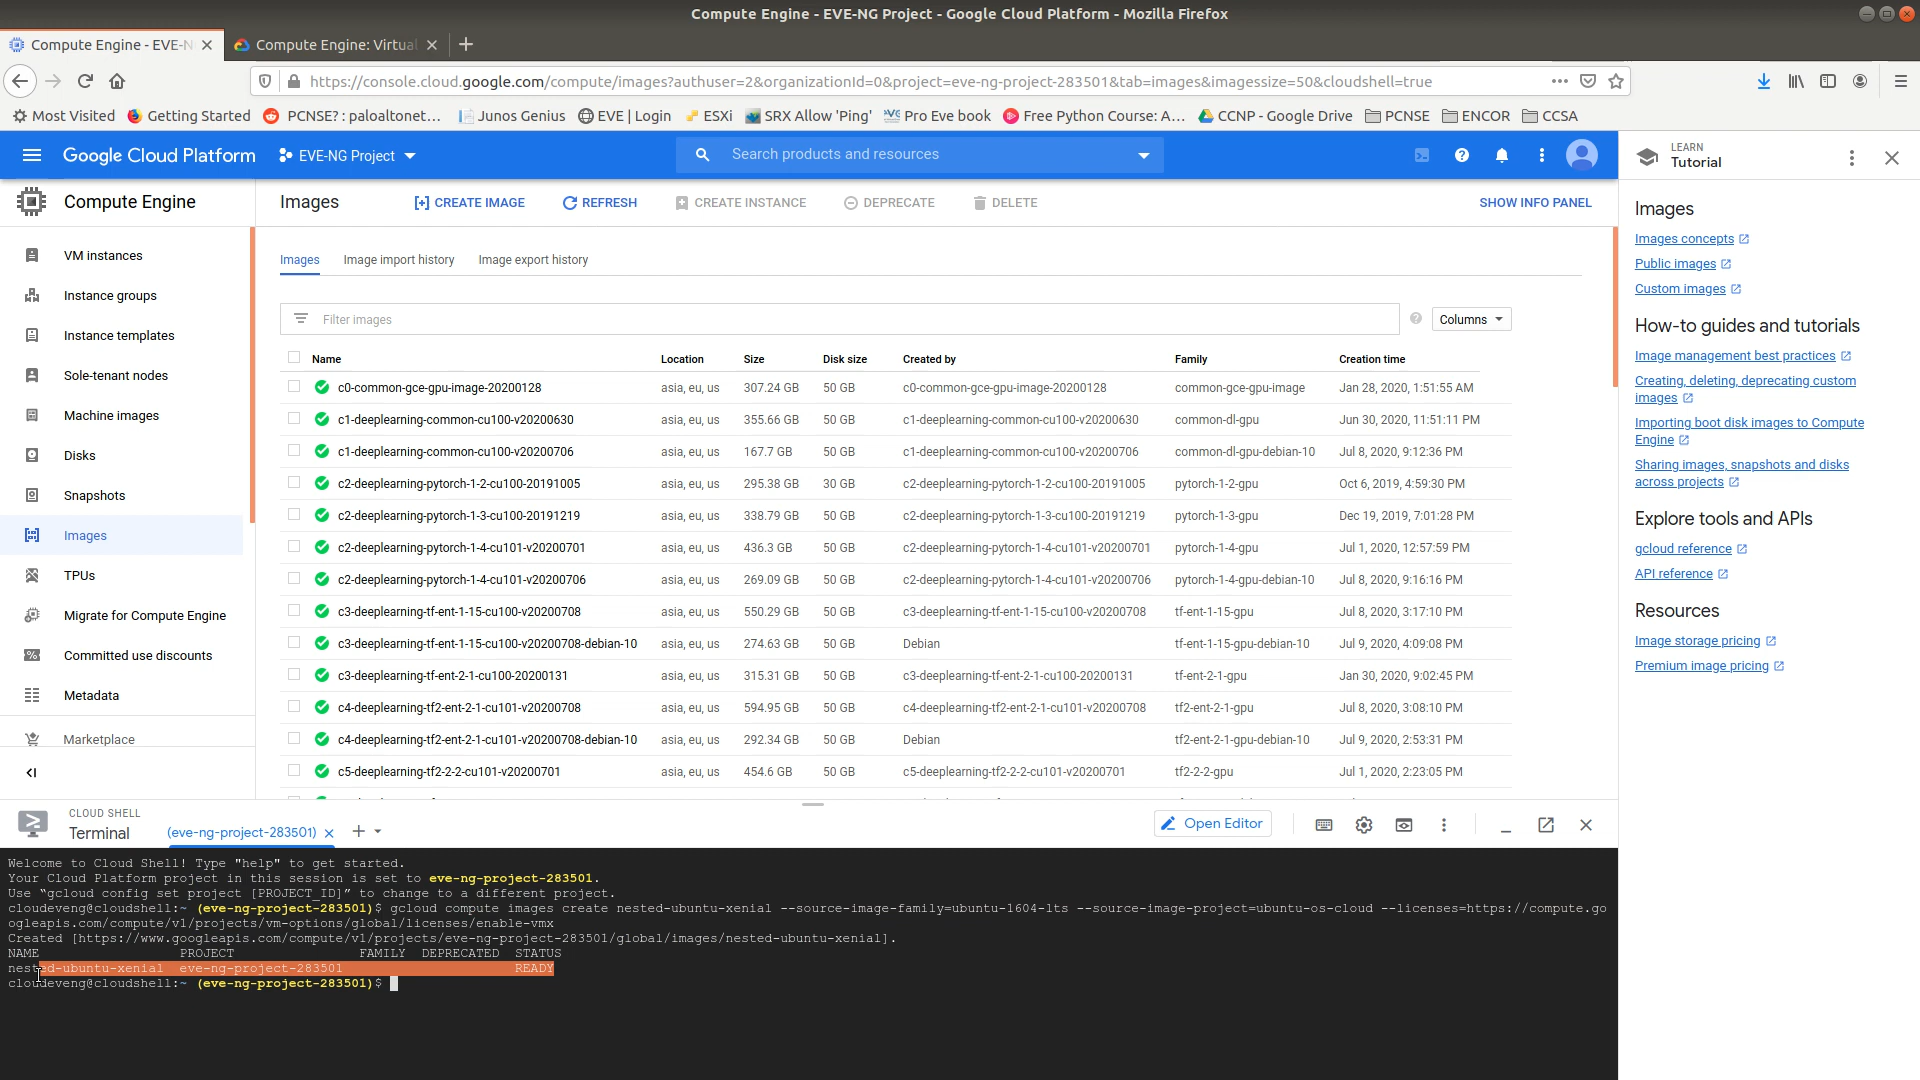 Compute Engine - EVE-NG Project - Google Cloud Platform - Mozilla Firefox
Compute Engine - EVE-N
Compute Engine: Virtual
https://console.cloud.google.com/compute/images?authuser=2&organizationId=0&project=eve-ng-project-283501&tab=images&imagessize=50&cloudshell=true
Most Visited Getting Started PCNSE? : paloaltonet... Junos Genius EVE | Login ESXi SRX Allow 'Ping' Pro Eve book Free Python Course: A... CCNP - Google Drive PCNSE ENCOR CCSA
Google Cloud Platform EVE-NG Project Search products and resources
Compute Engine
VM instances
Instance groups
Instance templates
Sole-tenant nodes
Machine images
Disks
Snapshots
Images
TPUs
Migrate for Compute Engine
Committed use discounts
Metadata
Marketplace
Images CREATE IMAGE REFRESH CREATE INSTANCE DEPRECATE DELETE SHOW INFO PANEL
Images Image import history Image export history
Filter images Columns
Name Location Size Disk size Created by Family Creation time
c0-common-gce-gpu-image-20200128 asia, eu, us 307.24 GB 50 GB c0-common-gce-gpu-image-20200128 common-gce-gpu-image Jan 28, 2020, 1:51:55 AM
c1-deeplearning-common-cu100-v20200630 asia, eu, us 355.66 GB 50 GB c1-deeplearning-common-cu100-v20200630 common-dl-gpu Jun 30, 2020, 11:51:11 PM
c1-deeplearning-common-cu100-v20200706 asia, eu, us 167.7 GB 50 GB c1-deeplearning-common-cu100-v20200706 common-dl-gpu-debian-10 Jul 8, 2020, 9:12:36 PM
c2-deeplearning-pytorch-1-2-cu100-20191005 asia, eu, us 295.38 GB 30 GB c2-deeplearning-pytorch-1-2-cu100-20191005 pytorch-1-2-gpu Oct 6, 2019, 4:59:30 PM
c2-deeplearning-pytorch-1-3-cu100-20191219 asia, eu, us 338.79 GB 50 GB c2-deeplearning-pytorch-1-3-cu100-20191219 pytorch-1-3-gpu Dec 19, 2019, 7:01:28 PM
c2-deeplearning-pytorch-1-4-cu101-v20200701 asia, eu, us 436.3 GB 50 GB c2-deeplearning-pytorch-1-4-cu101-v20200701 pytorch-1-4-gpu Jul 1, 2020, 12:57:59 PM
c2-deeplearning-pytorch-1-4-cu101-v20200706 asia, eu, us 269.09 GB 50 GB c2-deeplearning-pytorch-1-4-cu101-v20200706 pytorch-1-4-gpu-debian-10 Jul 8, 2020, 9:16:16 PM
c3-deeplearning-tf-ent-1-15-cu100-v20200708 asia, eu, us 550.29 GB 50 GB c3-deeplearning-tf-ent-1-15-cu100-v20200708 tf-ent-1-15-gpu Jul 8, 2020, 3:17:10 PM
c3-deeplearning-tf-ent-1-15-cu100-v20200708-debian-10 asia, eu, us 274.63 GB 50 GB Debian tf-ent-1-15-gpu-debian-10 Jul 9, 2020, 4:09:08 PM
c3-deeplearning-tf-ent-2-1-cu100-20200131 asia, eu, us 315.31 GB 50 GB c3-deeplearning-tf-ent-2-1-cu100-20200131 tf-ent-2-1-gpu Jan 30, 2020, 9:02:45 PM
c4-deeplearning-tf2-ent-2-1-cu101-v20200708 asia, eu, us 594.95 GB 50 GB c4-deeplearning-tf2-ent-2-1-cu101-v20200708 tf2-ent-2-1-gpu Jul 8, 2020, 3:08:10 PM
c4-deeplearning-tf2-ent-2-1-cu101-v20200708-debian-10 asia, eu, us 292.34 GB 50 GB Debian tf2-ent-2-1-gpu-debian-10 Jul 9, 2020, 2:53:31 PM
c5-deeplearning-tf2-2-2-cu101-v20200701 asia, eu, us 454.6 GB 50 GB c5-deeplearning-tf2-2-2-cu101-v20200701 tf2-2-2-gpu Jul 1, 2020, 2:23:05 PM
LEARN
Tutorial
Images
Images concepts
Public images
Custom images
How-to guides and tutorials
Image management best practices
Creating, deleting, deprecating custom
images
Importing boot disk images to Compute
Engine
Sharing images, snapshots and disks
across projects
Explore tools and APIs
gcloud reference
API reference
Resources
Image storage pricing
Premium image pricing
CLOUD SHELL
Terminal (eve-ng-project-283501) Open Editor
Welcome to Cloud Shell! Type "help" to get started.
Your Cloud Platform project in this session is set to eve-ng-project-283501.
Use “gcloud config set project [PROJECT_ID]” to change to a different project.
cloudeveng@cloudshell:~ (eve-ng-project-283501)$ gcloud compute images create nested-ubuntu-xenial --source-image-family=ubuntu-1604-lts --source-image-project=ubuntu-os-cloud --licenses=https://compute.go
ogleapis.com/compute/v1/projects/vm-options/global/licenses/enable-vmx
Created [https://www.googleapis.com/compute/v1/projects/eve-ng-project-283501/global/images/nested-ubuntu-xenial].
NAME PROJECT FAMILY DEPRECATED STATUS
nested-ubuntu-xenial eve-ng-project-283501 READY
cloudeveng@cloudshell:~ (eve-ng-project-283501)$